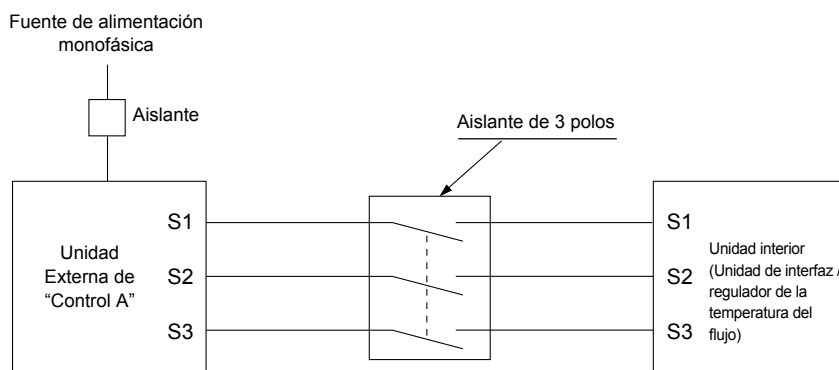 Fuente de alimentación
monofásica
Aislante
Aislante de 3 polos
S1
S2
S3
Unidad
Externa de
“Control A”
S1
S2
S3
Unidad interior
(Unidad de interfaz /
regulador de la
temperatura del
flujo)